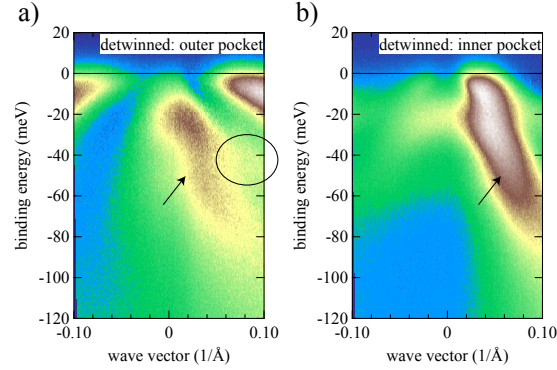 a)
detwinned: outer pocket
20
0
-20
-40
-60
-80
-100
-120
binding energy (meV)
-0.10
0
0.10
wave vector (1/Å)
b)
detwinned: inner pocket
20
0
-20
-40
-60
-80
-100
-120
binding energy (meV)
-0.10
0.00
0.10
wave vector (1/Å)